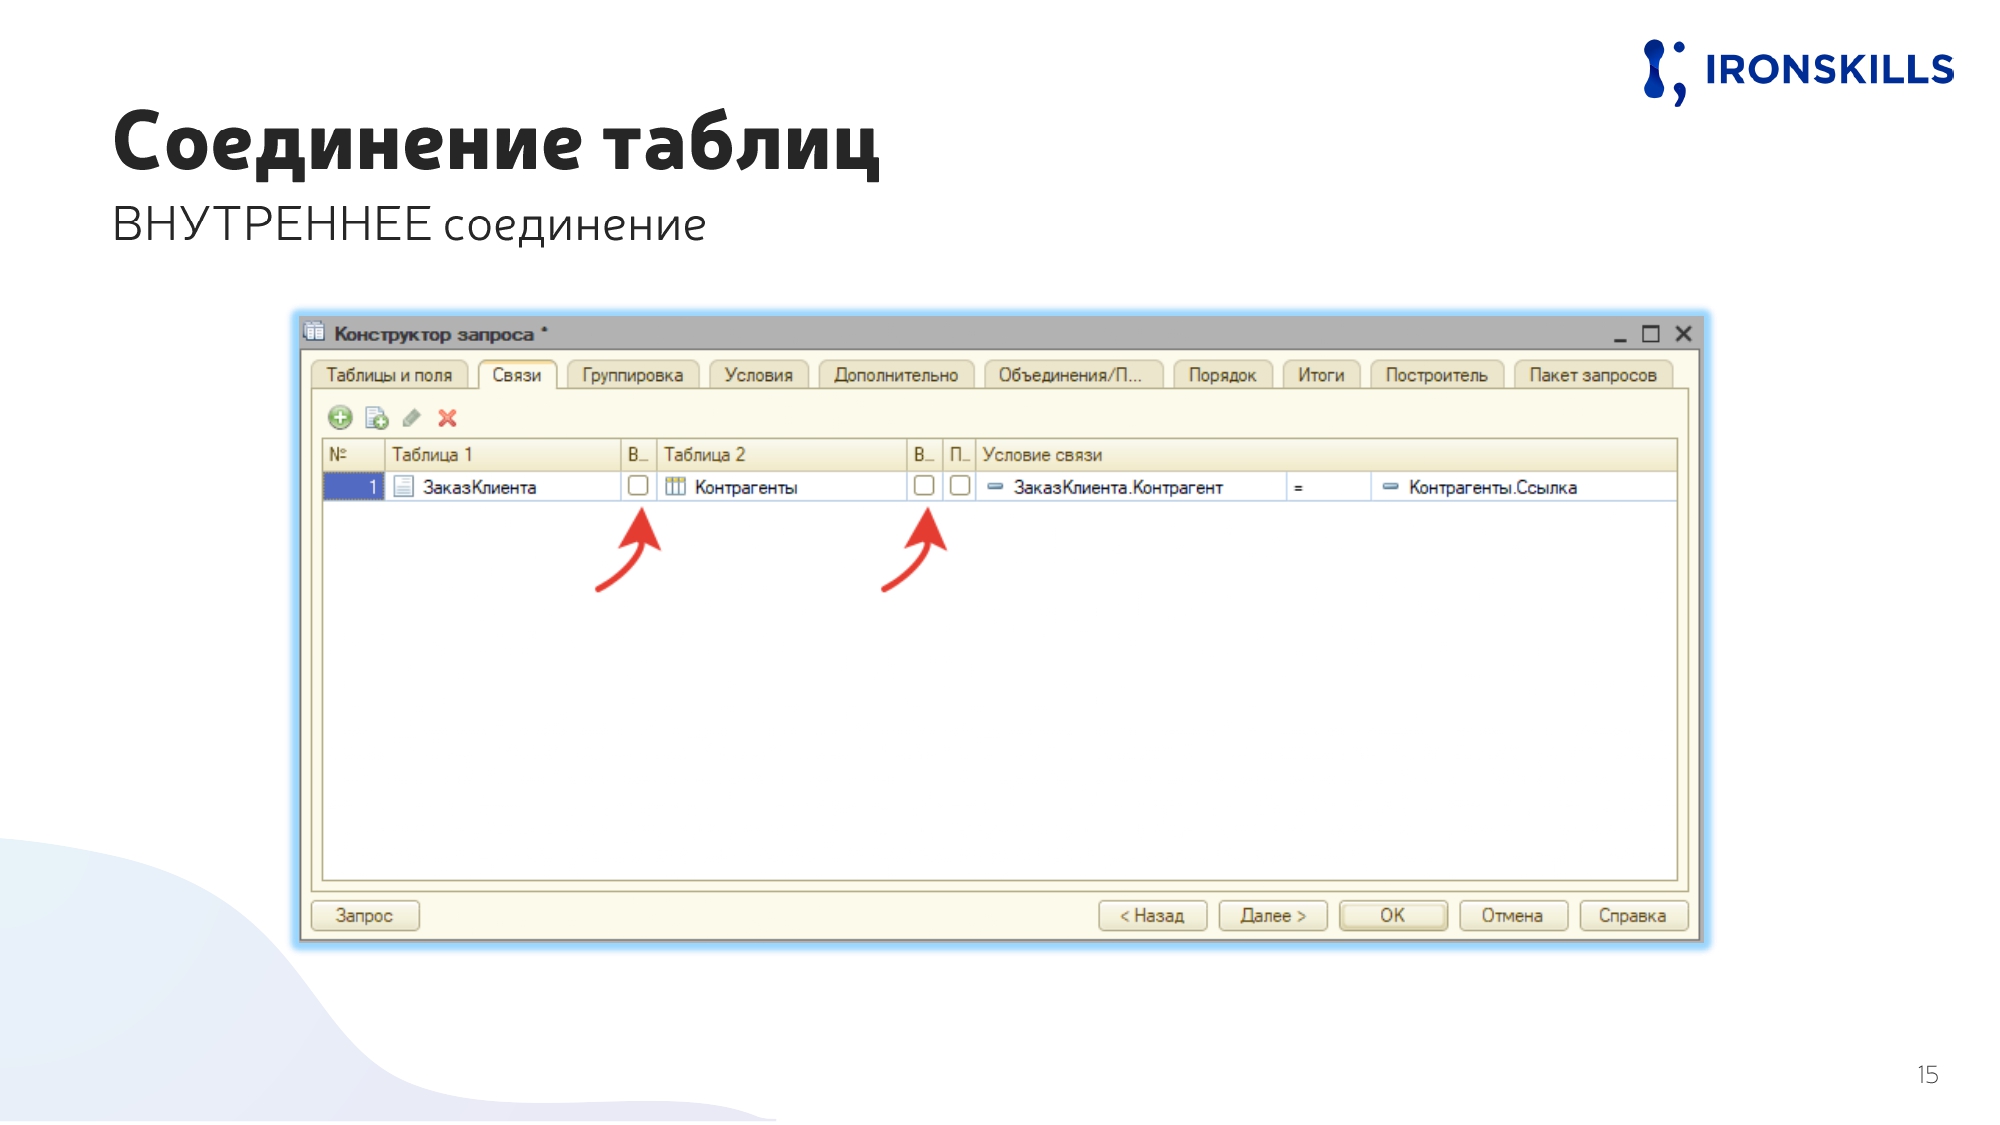 IRONSKILLS
Соединение таблиц
ВНУТРЕННЕЕ соединение
Конструктор запроса *
Таблицы и поля Связи Группировка Условия Дополнительно Объединения/П... Порядок Итоги Построитель Пакет запросов
№ Таблица 1 В... Таблица 2 В... П... Условие связи
1 ЗаказКлиента Контрагенты ЗаказКлиента.Контрагент = Контрагенты.Ссылка
Запрос < Назад Далее > ОК Отмена Справка
15